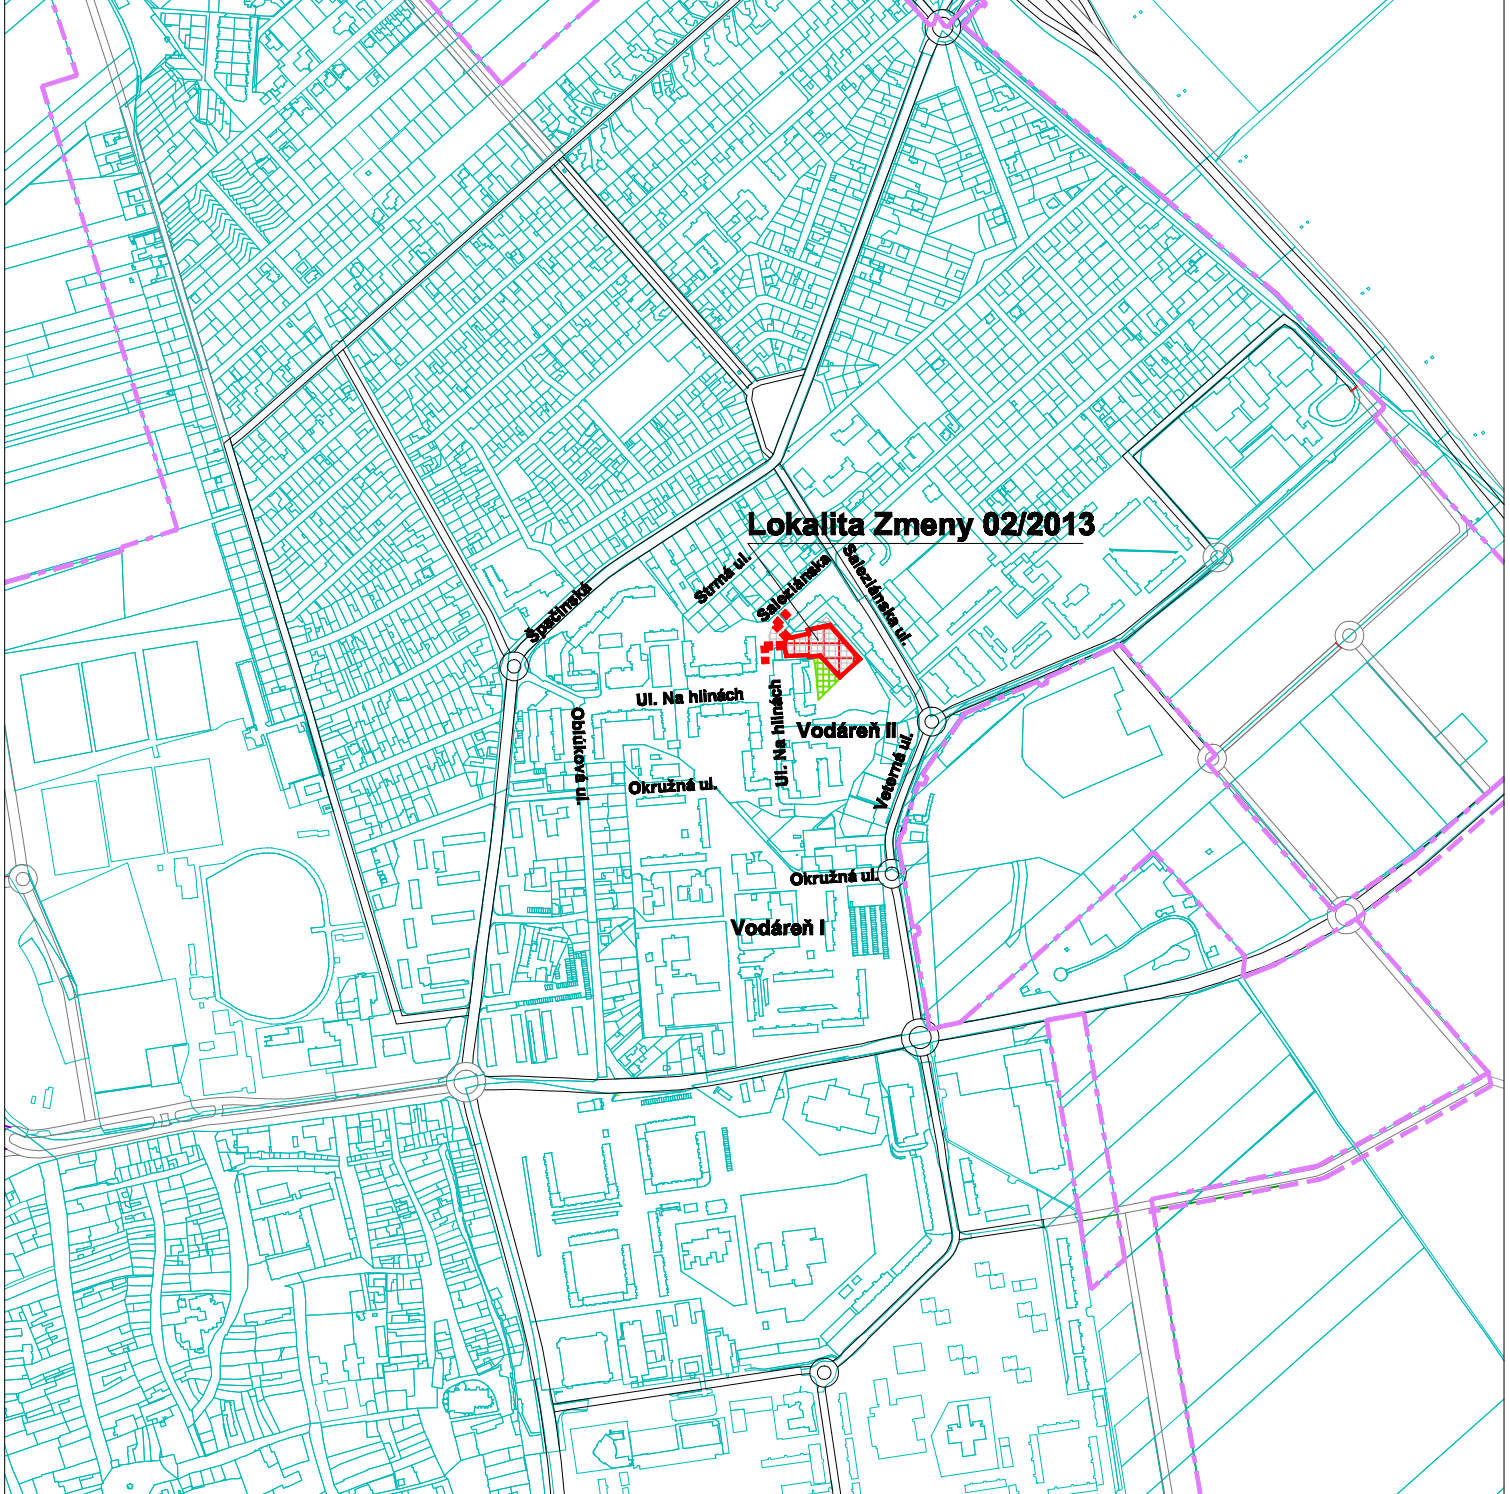 Lokalita Zmeny 02/2013
Strmá ul.
Saleziánska
Saleziánska ul.
Špačinská
Ul. Na hlinách
Ul. Na hlinách
Vodáreň II
Oblúková ul.
Okružná ul.
Veterná ul.
Okružná ul.
Vodáreň I